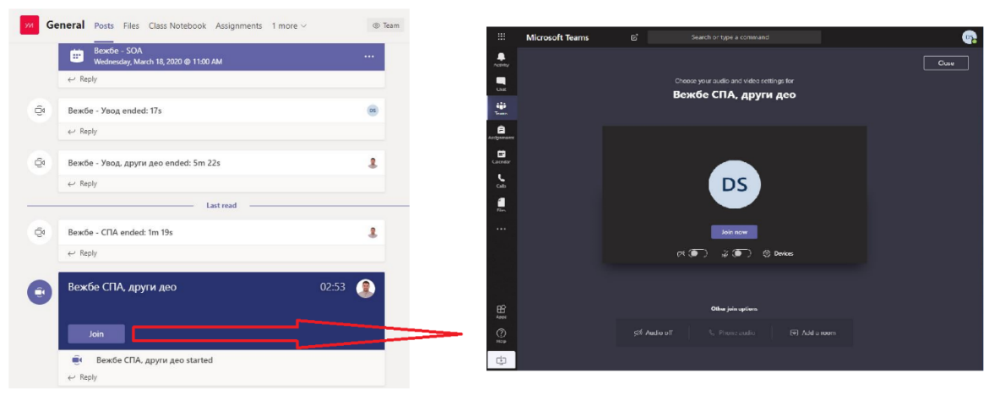 УИ General Posts Files Class Notebook Assignments 1 more Team
Вежбе - SOA
Wednesday, March 18, 2020 @ 11:00 AM
Reply
Вежбе - Увод ended: 17s DS
Reply
Вежбе - Увод, други део ended: 5m 22s
Reply
Last read
Вежбе - СПА ended: 1m 19s
Reply
Вежбе СПА, други део 02:53
Join
Вежбе СПА, други део started
Reply
Microsoft Teams Search or type a command DS
Close
Activity
Chat
Teams
Assignments
Calendar
Calls
Files
Choose your audio and video settings for
Вежбе СПА, други део
DS
Join now
Devices
Other join options
Audio off Phone audio Add a room
Apps
Help